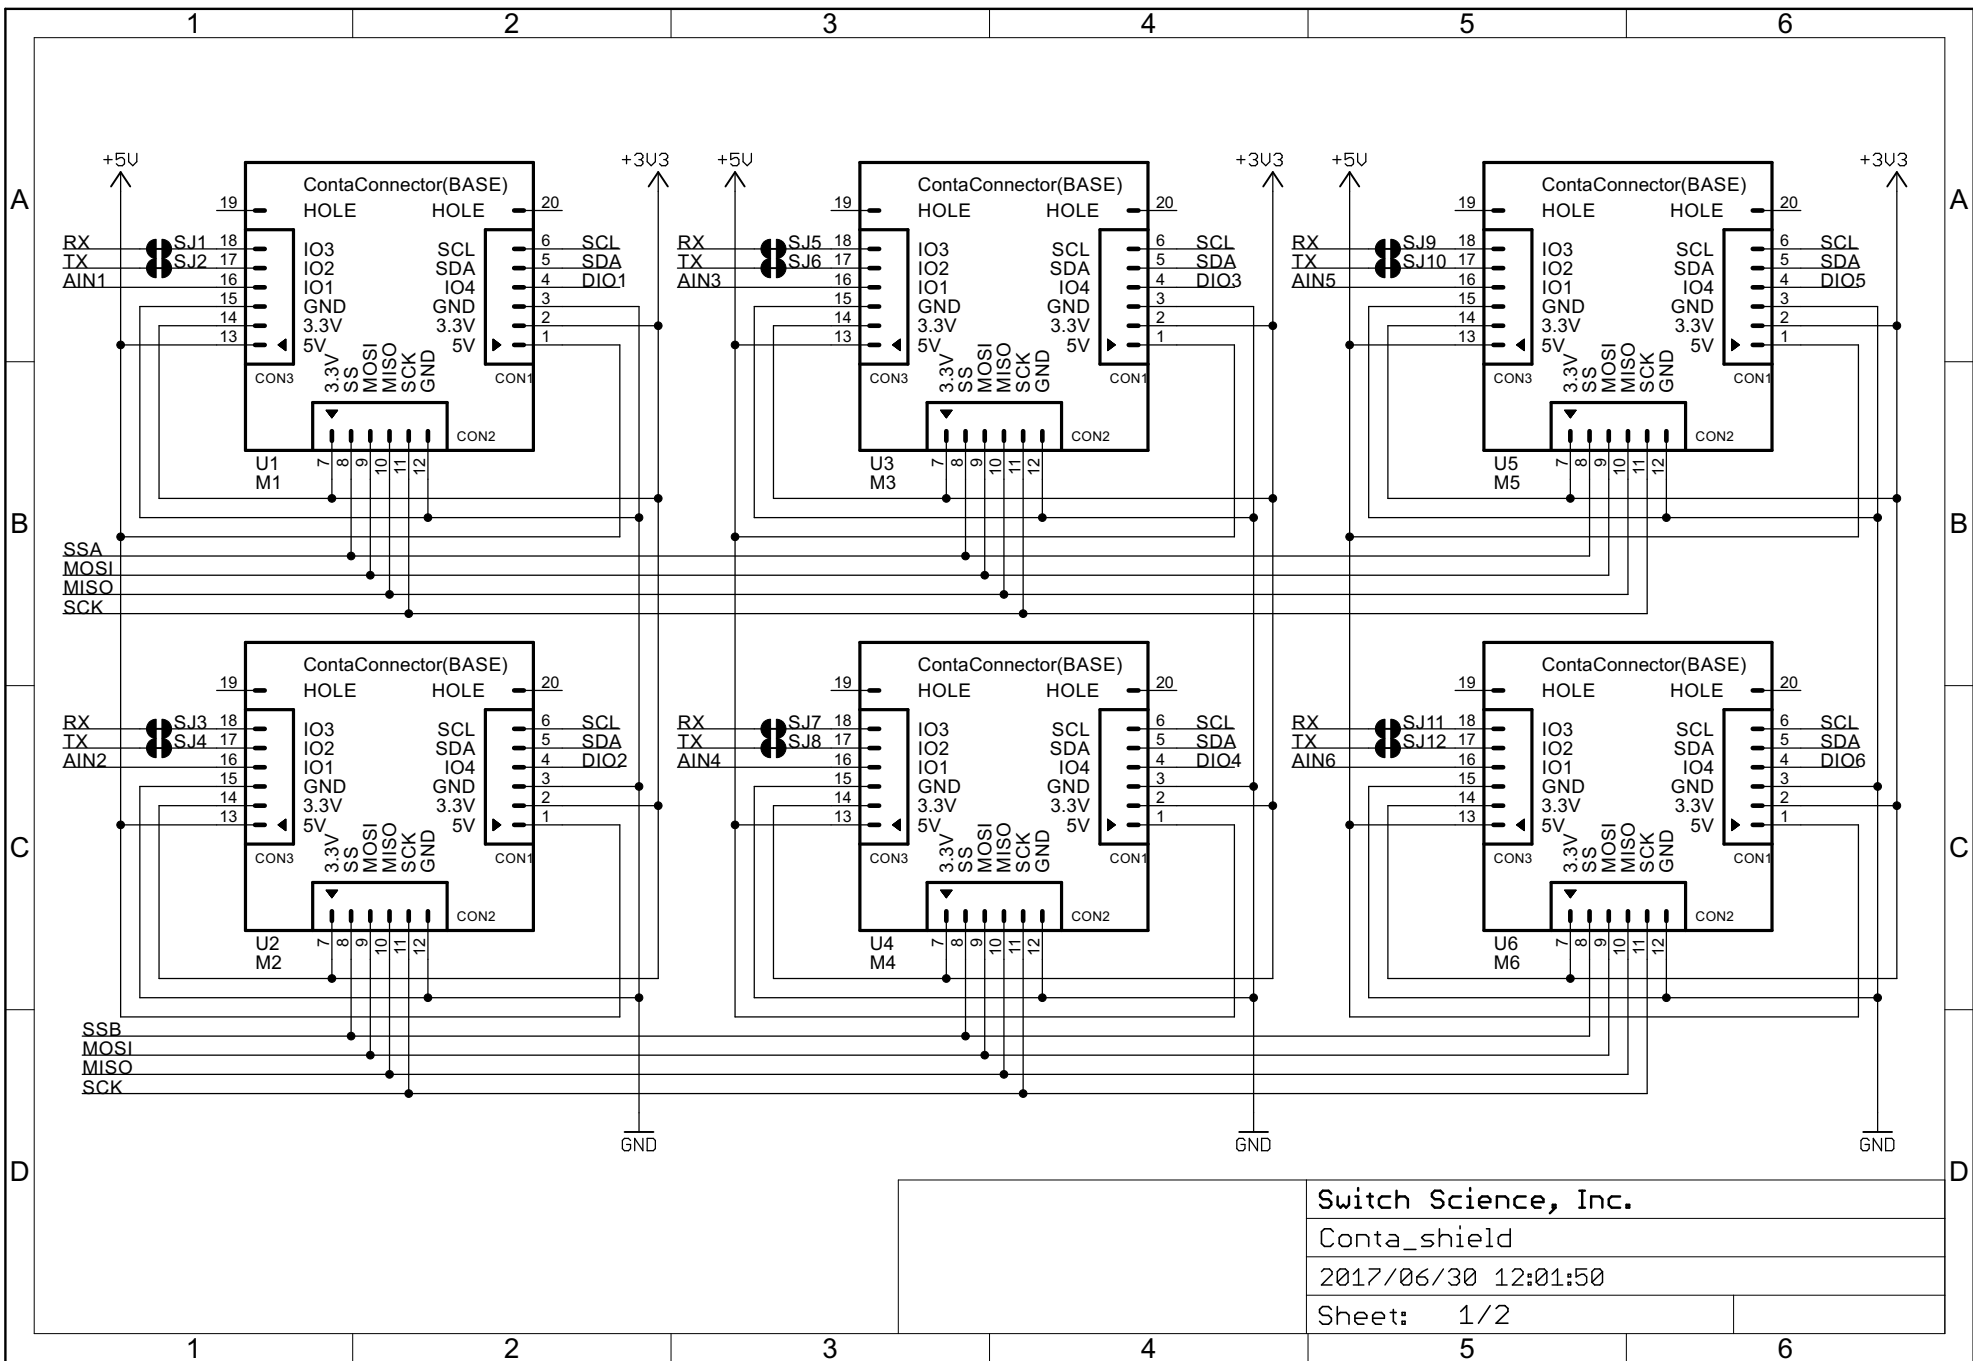 1 2 3 4 5 6
A A
B B
C C
D D
+5V +3V3 +5V +3V3 +5V +3V3
ContaConnector(BASE)
19 HOLE HOLE 20
RX SJ1 18 IO3 SCL 6 SCL
TX SJ2 17 IO2 SDA 5 SDA
AIN1 16 IO1 IO4 4 DIO1
15 GND GND 3
14 3.3V 3.3V 2
13 5V 5V 1
3.3V SS MOSI MISO SCK GND
CON3 CON1
CON2
U1 7 8 9 10 11 12
M1
ContaConnector(BASE)
19 HOLE HOLE 20
RX SJ5 18 IO3 SCL 6 SCL
TX SJ6 17 IO2 SDA 5 SDA
AIN3 16 IO1 IO4 4 DIO3
15 GND GND 3
14 3.3V 3.3V 2
13 5V 5V 1
3.3V SS MOSI MISO SCK GND
CON3 CON1
CON2
U3 7 8 9 10 11 12
M3
ContaConnector(BASE)
19 HOLE HOLE 20
RX SJ9 18 IO3 SCL 6 SCL
TX SJ10 17 IO2 SDA 5 SDA
AIN5 16 IO1 IO4 4 DIO5
15 GND GND 3
14 3.3V 3.3V 2
13 5V 5V 1
3.3V SS MOSI MISO SCK GND
CON3 CON1
CON2
U5 7 8 9 10 11 12
M5
SSA
MOSI
MISO
SCK
ContaConnector(BASE)
19 HOLE HOLE 20
RX SJ3 18 IO3 SCL 6 SCL
TX SJ4 17 IO2 SDA 5 SDA
AIN2 16 IO1 IO4 4 DIO2
15 GND GND 3
14 3.3V 3.3V 2
13 5V 5V 1
3.3V SS MOSI MISO SCK GND
CON3 CON1
CON2
U2 7 8 9 10 11 12
M2
ContaConnector(BASE)
19 HOLE HOLE 20
RX SJ7 18 IO3 SCL 6 SCL
TX SJ8 17 IO2 SDA 5 SDA
AIN4 16 IO1 IO4 4 DIO4
15 GND GND 3
14 3.3V 3.3V 2
13 5V 5V 1
3.3V SS MOSI MISO SCK GND
CON3 CON1
CON2
U4 7 8 9 10 11 12
M4
ContaConnector(BASE)
19 HOLE HOLE 20
RX SJ11 18 IO3 SCL 6 SCL
TX SJ12 17 IO2 SDA 5 SDA
AIN6 16 IO1 IO4 4 DIO6
15 GND GND 3
14 3.3V 3.3V 2
13 5V 5V 1
3.3V SS MOSI MISO SCK GND
CON3 CON1
CON2
U6 7 8 9 10 11 12
M6
SSB
MOSI
MISO
SCK
GND GND GND
Switch Science, Inc.
Conta_shield
2017/06/30 12:01:50
Sheet: 1/2
1 2 3 4 5 6